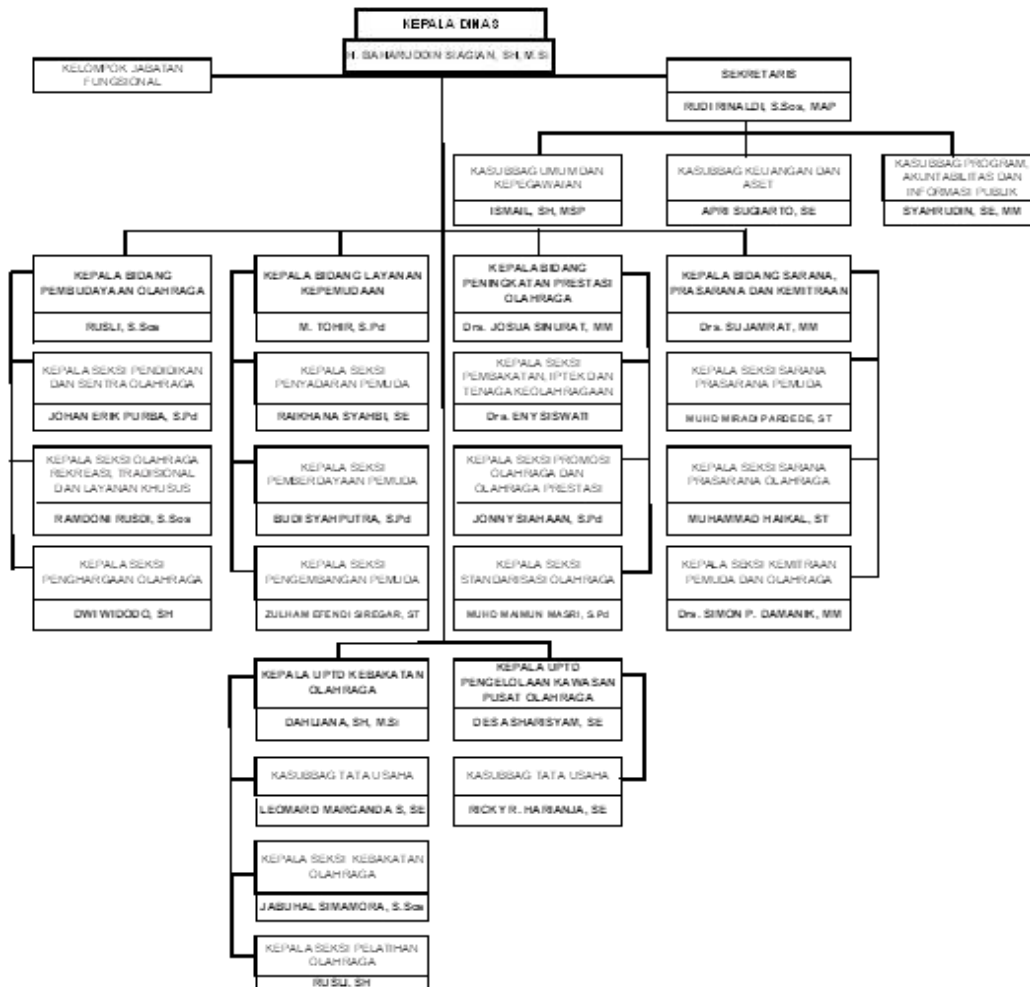 KEPALA DINAS
H. BAHARUDDIN SIAGIAN, SH, M.Si
KELOMPOK JABATAN
FUNGSIONAL
SEKRETARIS
RUDI RINALDI, S.Sos, MAP
KASUBBAG UMUM DAN
KEPEGAWAIAN
ISMAIL, SH, MSP
KASUBBAG KEUANGAN DAN
ASET
APRI SUGIARTO, SE
KASUBBAG PROGRAM,
AKUNTABILITAS DAN
INFORMASI PUBLIK
SYAHRUDIN, SE, MM
KEPALA BIDANG
PEMBUDAYAAN OLAHRAGA
RUSLI, S.Sos
KEPALA SEKSI PENDIDIKAN
DAN SENTRA OLAHRAGA
JOHAN ERIK PURBA, S.Pd
KEPALA SEKSI OLAHRAGA
REKREASI, TRADISIONAL
DAN LAYANAN KHUSUS
RAMDONI RUSDI, S.Sos
KEPALA SEKSI
PENGHARGAAN OLAHRAGA
DWI WIDODO, SH
KEPALA BIDANG LAYANAN
KEPEMUDAAN
M. TOHIR, S.Pd
KEPALA SEKSI
PENYADARAN PEMUDA
RAIKHANA SYAHBI, SE
KEPALA SEKSI
PEMBERDAYAAN PEMUDA
BUDI SYAHPUTRA, S.Pd
KEPALA SEKSI
PENGEMBANGAN PEMUDA
ZULHAM EFENDI SIREGAR, ST
KEPALA BIDANG
PENINGKATAN PRESTASI
OLAHRAGA
Drs. JOSUA SINURAT, MM
KEPALA SEKSI
PEMBAKATAN, IPTEK DAN
TENAGA KEOLAHRAGAAN
Dra. ENY SISWATI
KEPALA SEKSI PROMOSI
OLAHRAGA DAN
OLAHRAGA PRESTASI
JONNY SIAHAAN, S.Pd
KEPALA SEKSI
STANDARISASI OLAHRAGA
MUHD MAIMUN MASRI, S.Pd
KEPALA BIDANG SARANA,
PRASARANA DAN KEMITRAAN
Drs. SUJAMRAT, MM
KEPALA SEKSI SARANA
PRASARANA PEMUDA
MUHD MIRADI PARDEDE, ST
KEPALA SEKSI SARANA
PRASARANA OLAHRAGA
MUHAMMAD HAIKAL, ST
KEPALA SEKSI KEMITRAAN
PEMUDA DAN OLAHRAGA
Drs. SIMON P. DAMANIK, MM
KEPALA UPTD KEBAKATAN
OLAHRAGA
DAHLIANA, SH, M.Si
KASUBBAG TATA USAHA
LEOMARD MARGANDA S, SE
KEPALA SEKSI KEBAKATAN
OLAHRAGA
JABUHAL SIMAMORA, S.Sos
KEPALA SEKSI PELATIHAN
OLAHRAGA
RUSLI, SH
KEPALA UPTD
PENGELOLAAN KAWASAN
PUSAT OLAHRAGA
DESASHARISYAM, SE
KASUBBAG TATA USAHA
RICKY R. HARIANJA, SE